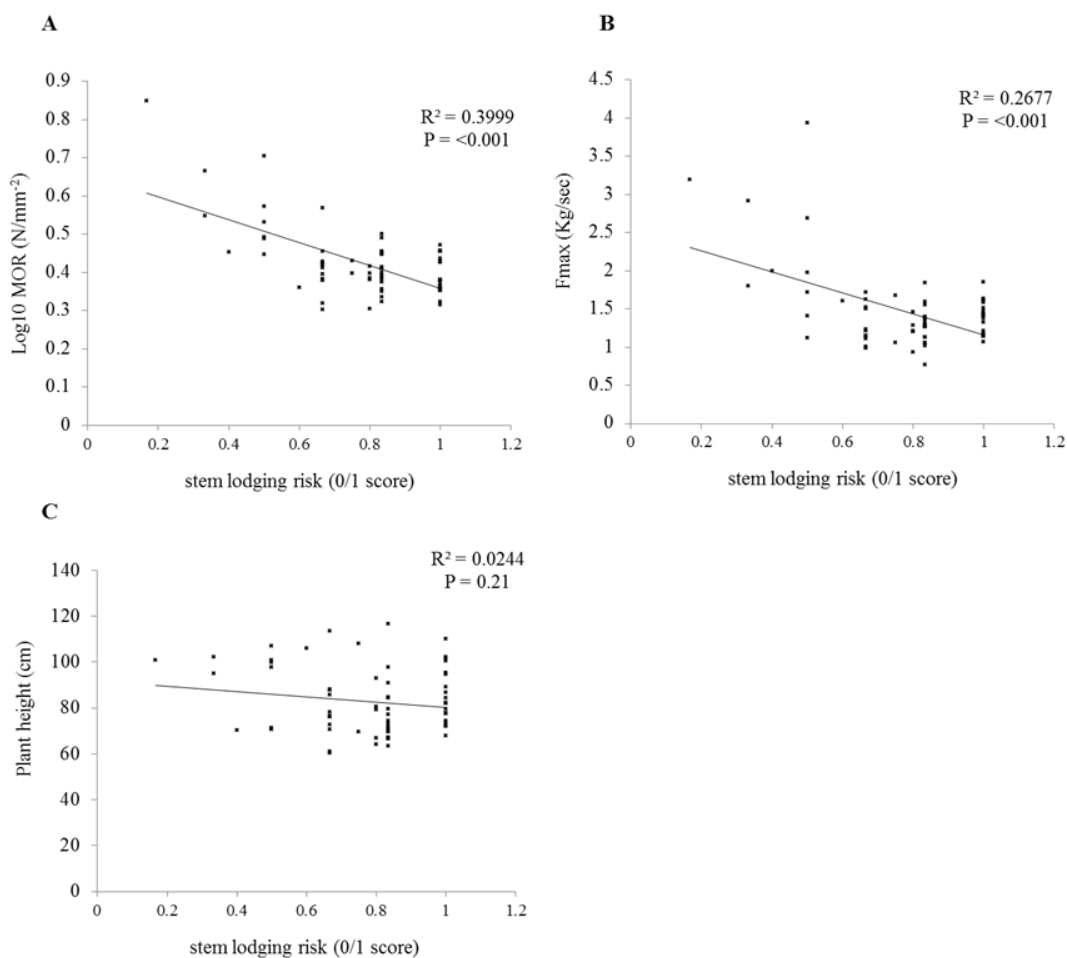 A
Log10 MOR (N/mm⁻²)
0.9
0.8
0.7
0.6
0.5
0.4
0.3
0.2
0.1
0
R² = 0.3999
P = <0.001
0 0.2 0.4 0.6 0.8 1 1.2
stem lodging risk (0/1 score)
B
Fmax (Kg/sec)
4.5
4
3.5
3
2.5
2
1.5
1
0.5
0
R² = 0.2677
P = <0.001
0 0.2 0.4 0.6 0.8 1 1.2
stem lodging risk (0/1 score)
C
Plant height (cm)
140
120
100
80
60
40
20
0
R² = 0.0244
P = 0.21
0 0.2 0.4 0.6 0.8 1 1.2
stem lodging risk (0/1 score)